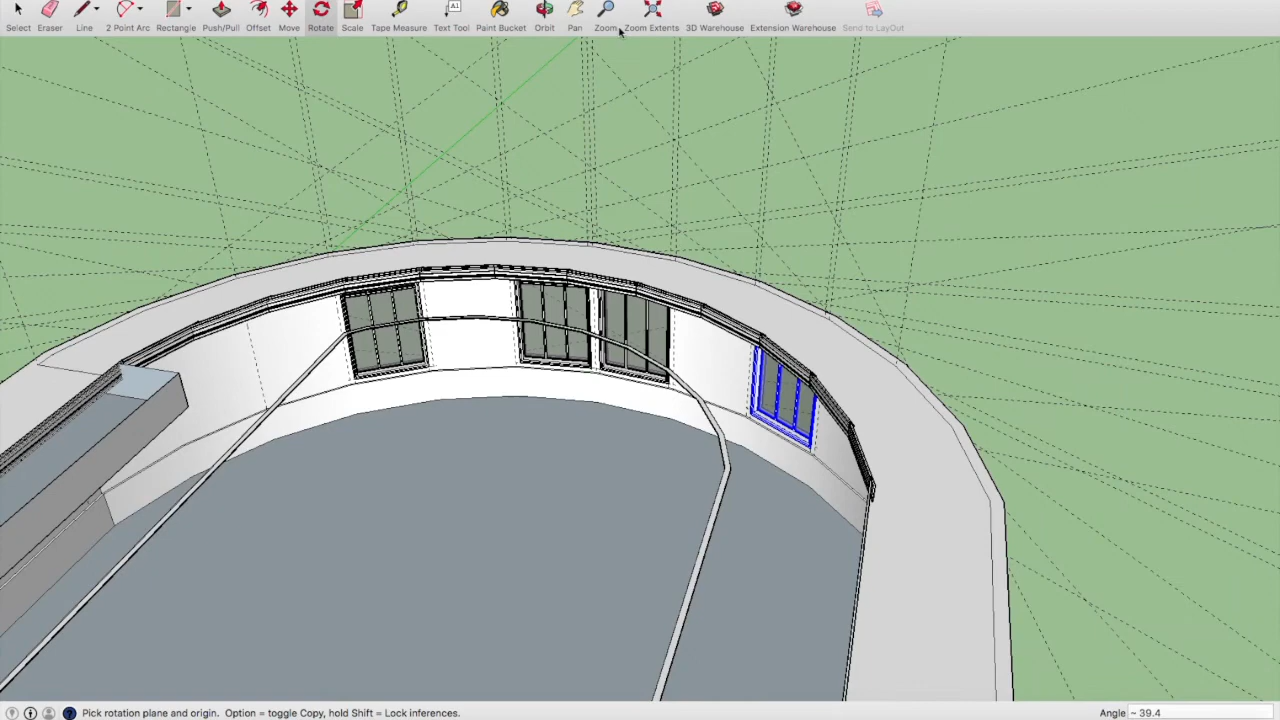 Select Eraser Line 2 Point Arc Rectangle Push/Pull Offset Move Rotate Scale Tape Measure A1 Text Tool Paint Bucket Orbit Pan Zoom Zoom Extents 3D Warehouse Extension Warehouse Send to LayOut
Pick rotation plane and origin. Option = toggle Copy, hold Shift = Lock inferences. Angle ~ 39.4